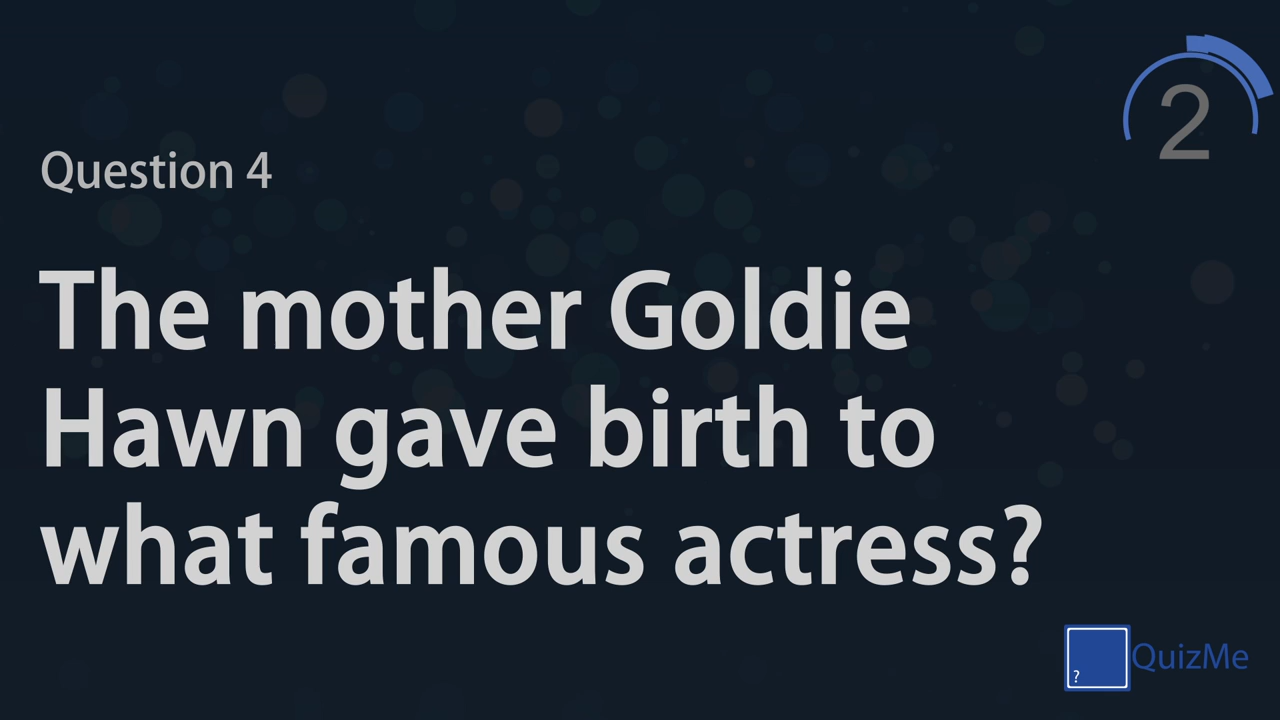 2
Question 4
The mother Goldie
Hawn gave birth to
what famous actress?
?
QuizMe